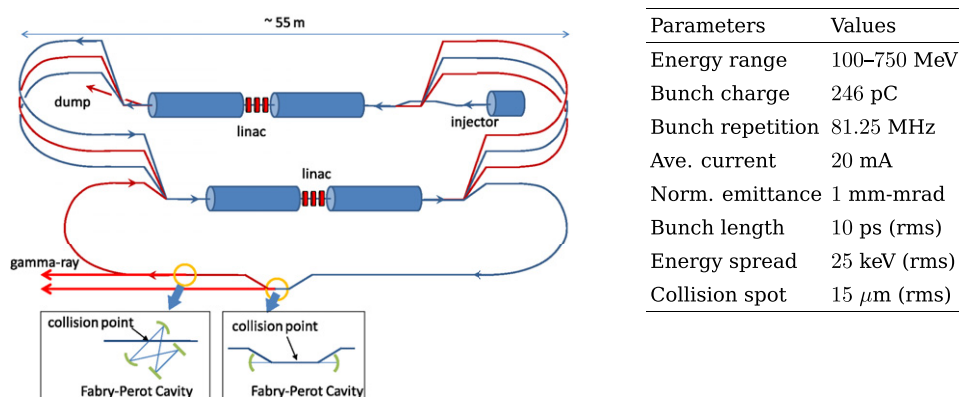 ~ 55 m
dump
linac
injector
linac
gamma-ray
collision point
Fabry-Perot Cavity
collision point
Fabry-Perot Cavity
Parameters Values
Energy range 100–750 MeV
Bunch charge 246 pC
Bunch repetition 81.25 MHz
Ave. current 20 mA
Norm. emittance 1 mm-mrad
Bunch length 10 ps (rms)
Energy spread 25 keV (rms)
Collision spot 15 μm (rms)